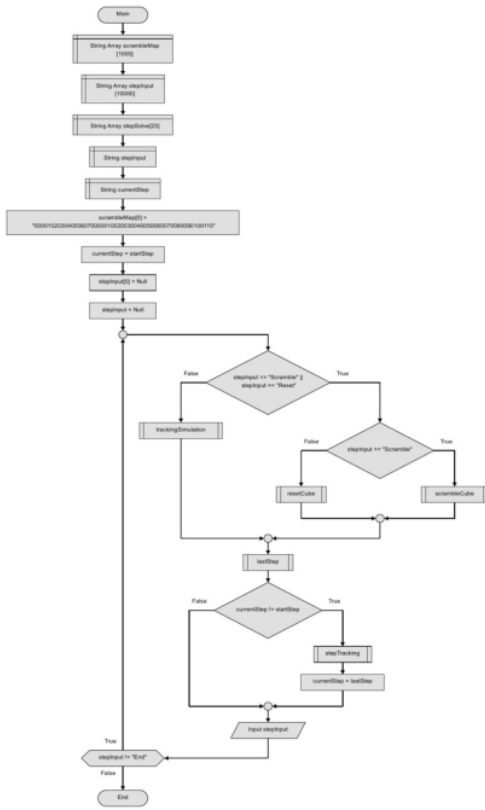 Main
String Array scrambleMap
[1000]
String Array stepInput
[10000]
String Array stepSolve[25]
String stepInput
String currentStep
scrambleMap[0] =
currentStep = startStep
stepInput[0] = Null
stepInput = Null
stepInput == "Scramble" ||
stepInput == "Reset"
False
True
trackingSimulation
stepInput == "Scramble"
False
True
resetCube
scrambleCube
lastStep
currentStep != startStep
False
True
stepTracking
currentStep = lastStep
Input stepInput
True
stepInput != "End"
False
End